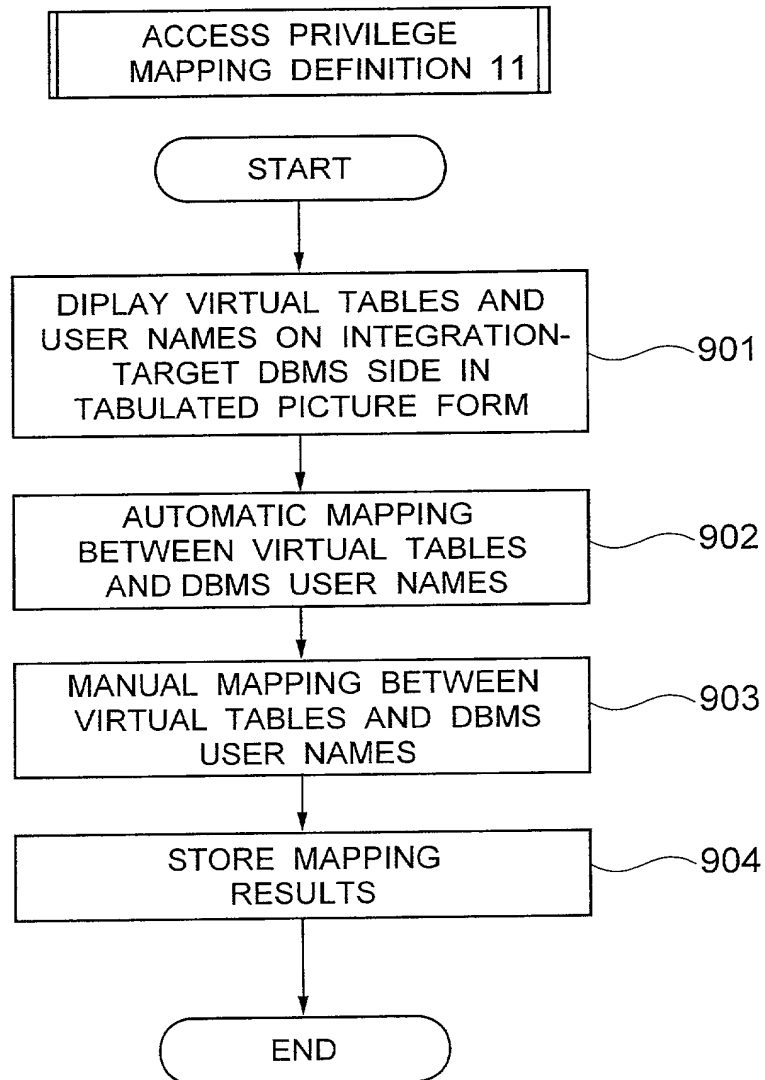 ACCESS PRIVILEGE
MAPPING DEFINITION 11
START
DIPLAY VIRTUAL TABLES AND
USER NAMES ON INTEGRATION-
TARGET DBMS SIDE IN
TABULATED PICTURE FORM
901
AUTOMATIC MAPPING
BETWEEN VIRTUAL TABLES
AND DBMS USER NAMES
902
MANUAL MAPPING BETWEEN
VIRTUAL TABLES AND DBMS
USER NAMES
903
STORE MAPPING
RESULTS
904
END